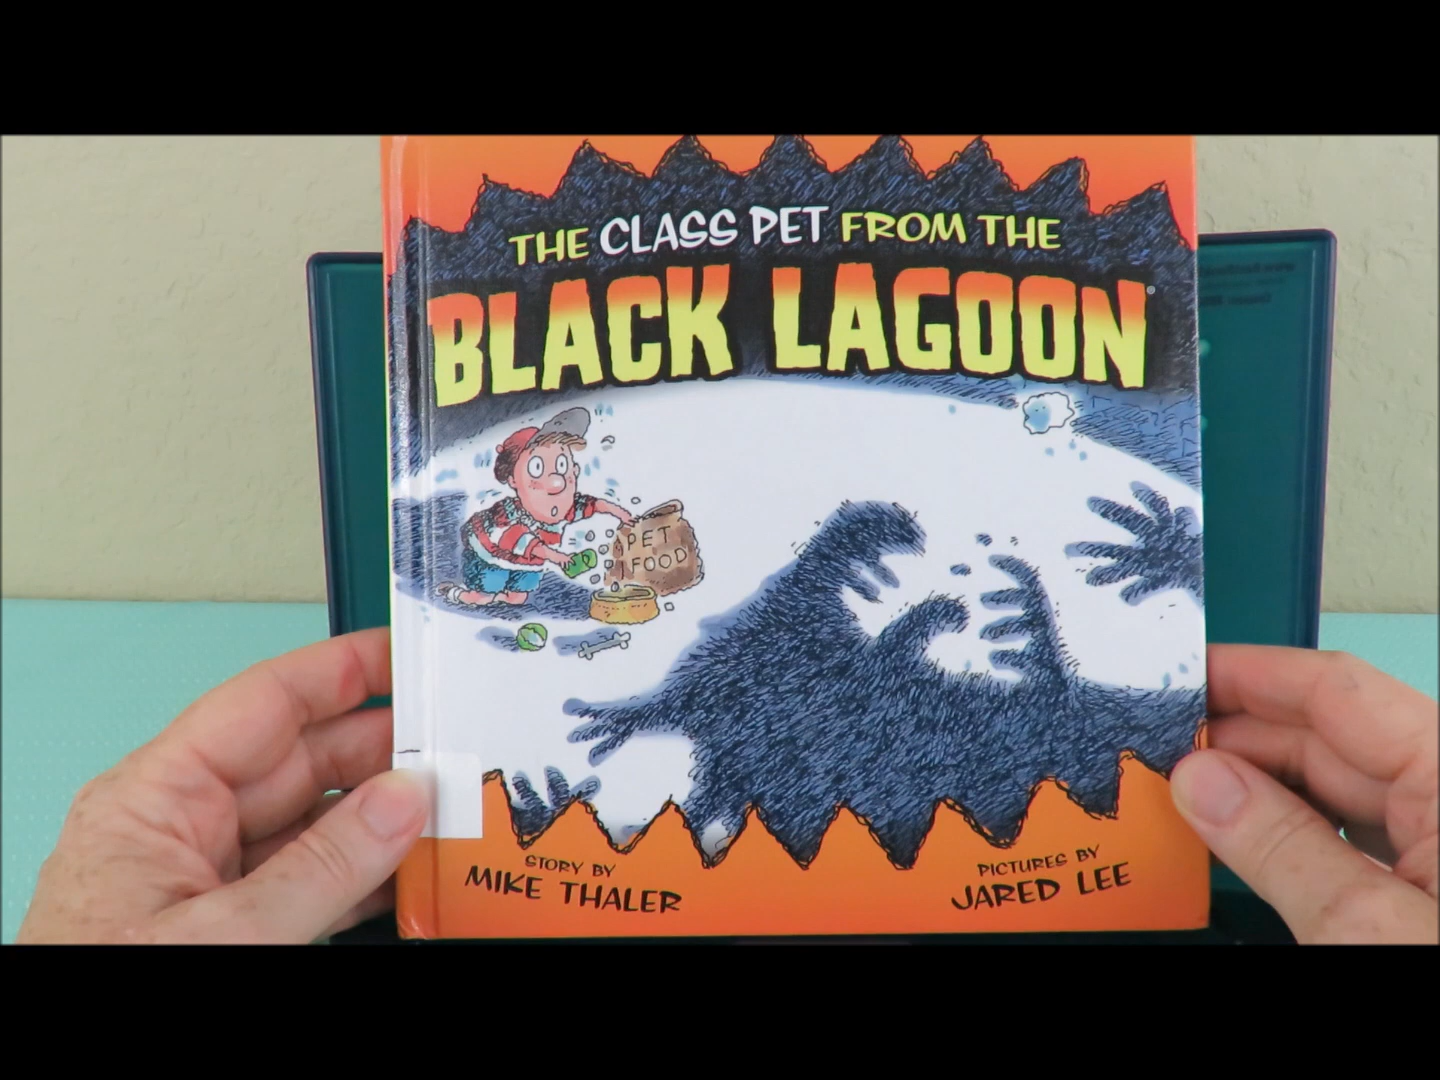 THE CLASS PET FROM THE
BLACK LAGOON®
PET
FOOD
STORY BY
MIKE THALER
PICTURES BY
JARED LEE